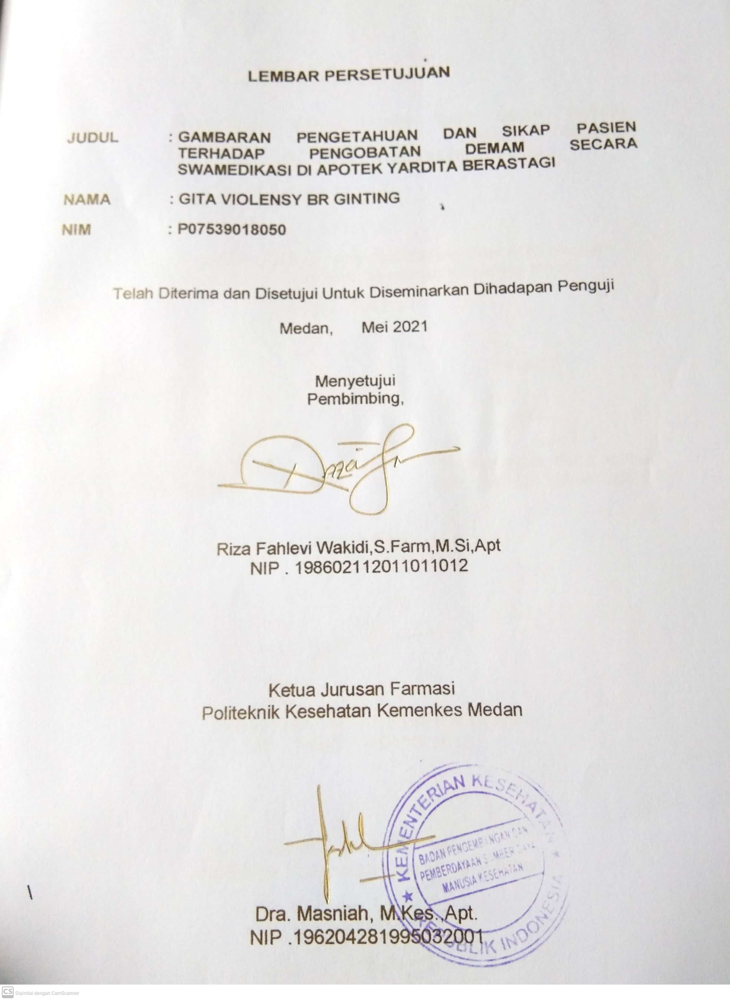 LEMBAR PERSETUJUAN
JUDUL : GAMBARAN PENGETAHUAN DAN SIKAP PASIEN
TERHADAP PENGOBATAN DEMAM SECARA
SWAMEDIKASI DI APOTEK YARDITA BERASTAGI
NAMA : GITA VIOLENSY BR GINTING
NIM : P07539018050
Telah Diterima dan Disetujui Untuk Diseminarkan Dihadapan Penguji
Medan, Mei 2021
Menyetujui
Pembimbing,
Riza Fahlevi Wakidi,S.Farm,M.Si,Apt
NIP . 198602112011011012
Ketua Jurusan Farmasi
Politeknik Kesehatan Kemenkes Medan
KEMENTERIAN KESEHATAN
BADAN PENGEMBANGAN DAN
PEMBERDAYAAN SUMBER DAYA
MANUSIA KESEHATAN
REPUBLIK INDONESIA
Dra. Masniah, M.Kes.,Apt.
NIP .196204281995032001
CS Dipindai dengan CamScanner